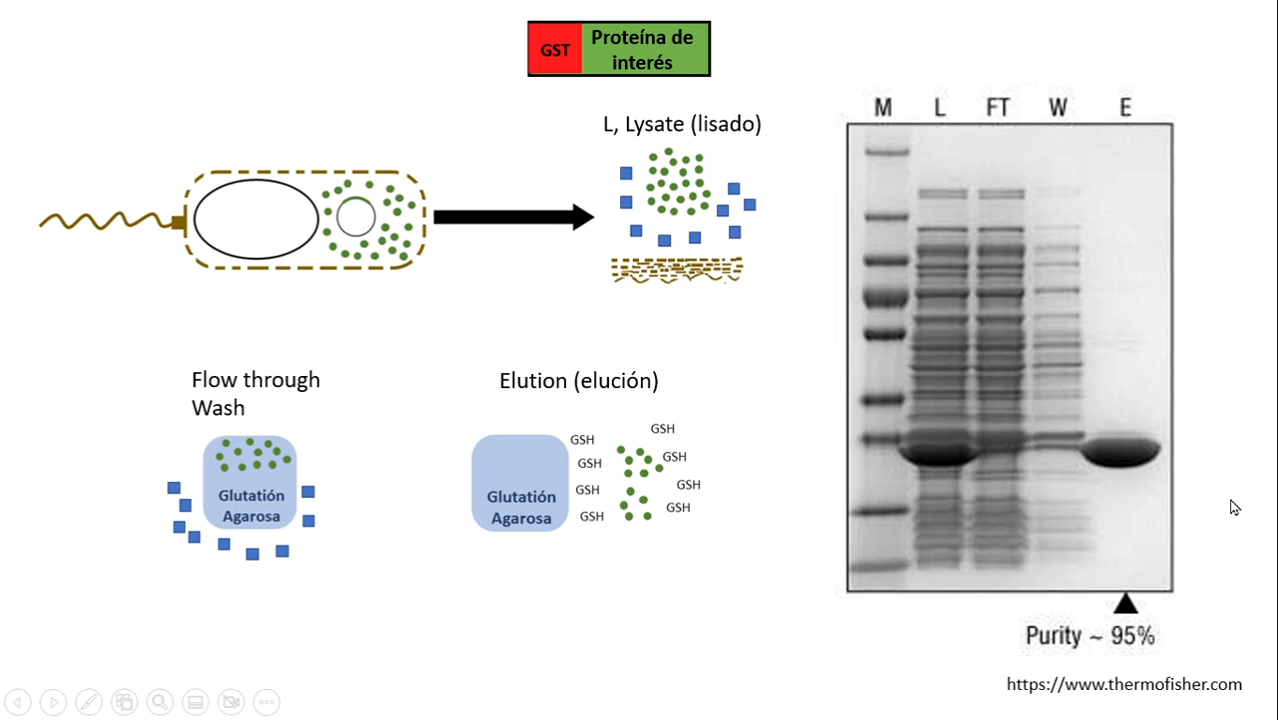 GST
Proteína de
interés
L, Lysate (lisado)
Flow through
Wash
Glutatión
Agarosa
Elution (elución)
GSH
GSH
GSH
GSH
GSH
GSH
GSH
GSH
Glutatión
Agarosa
M L FT W E
Purity ~ 95%
https://www.thermofisher.com